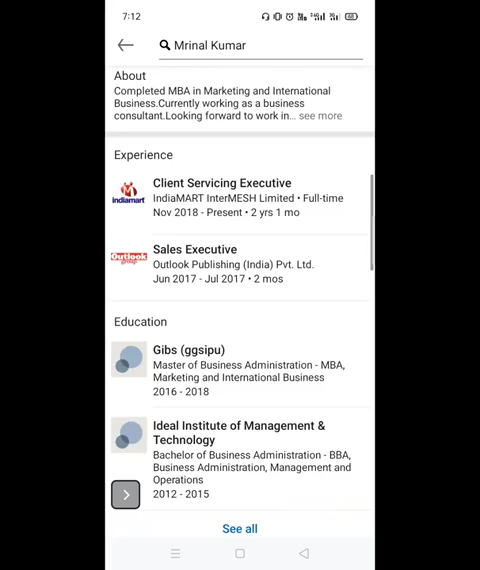 7:12
Mrinal Kumar
About
Completed MBA in Marketing and International
Business.Currently working as a business
consultant.Looking forward to work in... see more
Experience
indiamart
Client Servicing Executive
IndiaMART InterMESH Limited • Full-time
Nov 2018 - Present • 2 yrs 1 mo
Outlook
group
Sales Executive
Outlook Publishing (India) Pvt. Ltd.
Jun 2017 - Jul 2017 • 2 mos
Education
Gibs (ggsipu)
Master of Business Administration - MBA,
Marketing and International Business
2016 - 2018
Ideal Institute of Management &
Technology
Bachelor of Business Administration - BBA,
Business Administration, Management and
Operations
2012 - 2015
See all